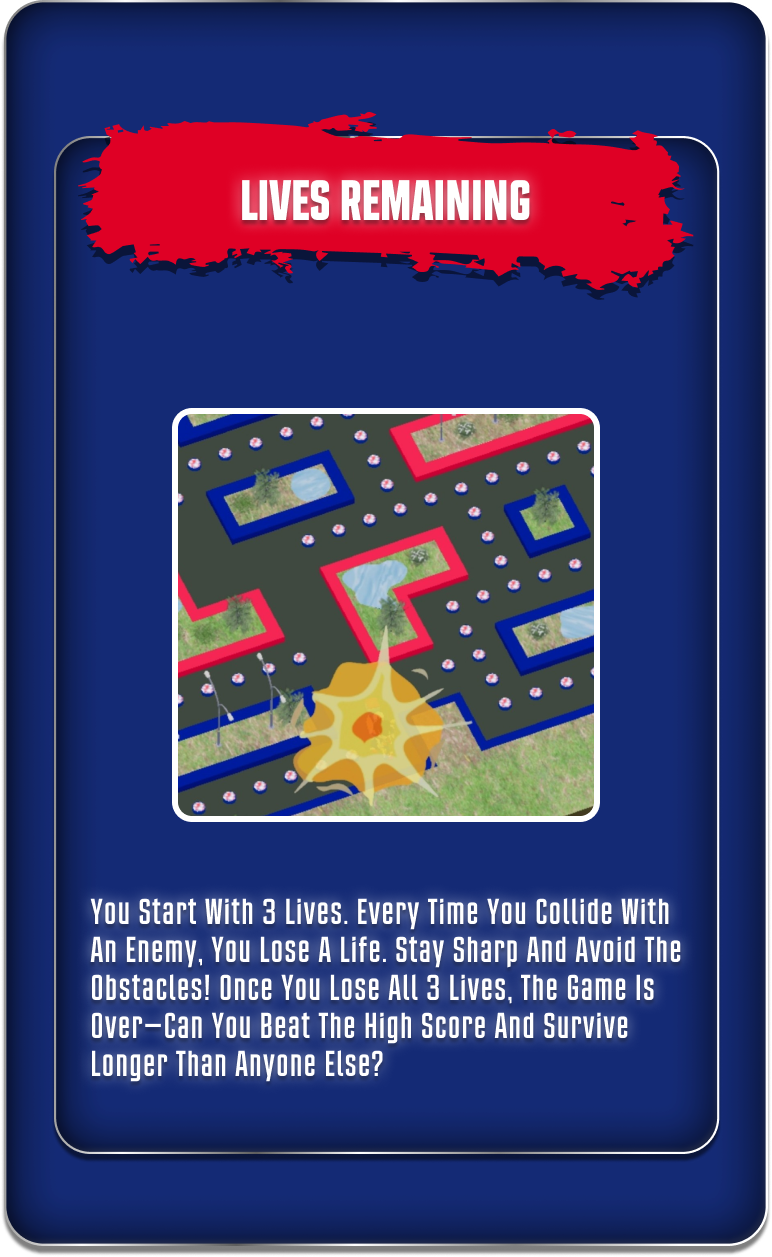 LIVES REMAINING
You Start With 3 Lives. Every Time You Collide With
An Enemy, You Lose A Life. Stay Sharp And Avoid The
Obstacles! Once You Lose All 3 Lives, The Game Is
Over—Can You Beat The High Score And Survive
Longer Than Anyone Else?